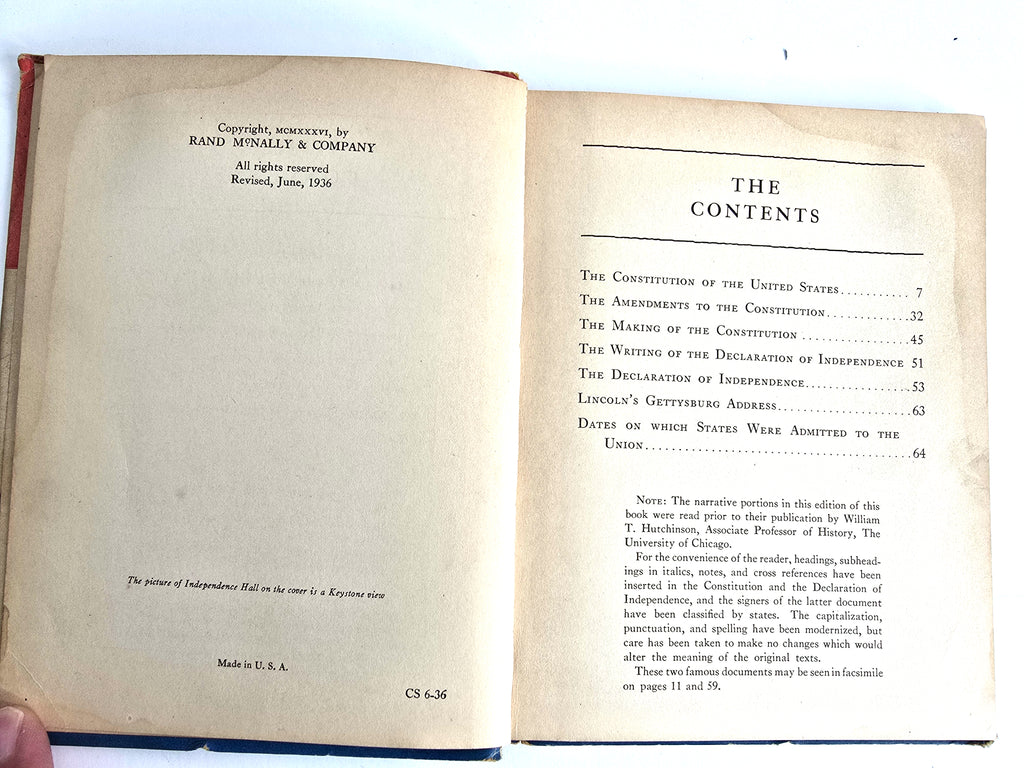 Copyright, MCMXXXVI, by
RAND MCNALLY & COMPANY
All rights reserved
Revised, June, 1936
The picture of Independence Hall on the cover is a Keystone view
Made in U. S. A.
CS 6-36
THE
CONTENTS
The Constitution of the United States........... 7
The Amendments to the Constitution.............32
The Making of the Constitution .................45
The Writing of the Declaration of Independence 51
The Declaration of Independence................53
Lincoln's Gettysburg Address.....................63
Dates on which States Were Admitted to the
Union........................................64
Note: The narrative portions in this edition of this
book were read prior to their publication by William
T. Hutchinson, Associate Professor of History, The
University of Chicago.
For the convenience of the reader, headings, subhead-
ings in italics, notes, and cross references have been
inserted in the Constitution and the Declaration of
Independence, and the signers of the latter document
have been classified by states. The capitalization,
punctuation, and spelling have been modernized, but
care has been taken to make no changes which would
alter the meaning of the original texts.
These two famous documents may be seen in facsimile
on pages 11 and 59.